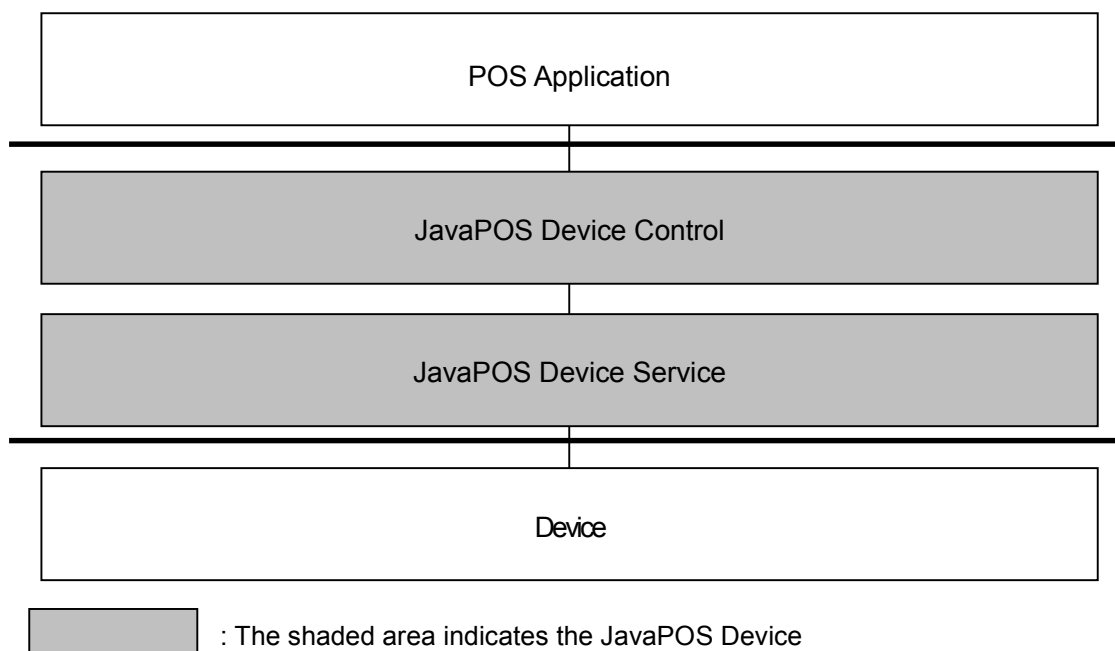 POS Application
JavaPOS Device Control
JavaPOS Device Service
Device
: The shaded area indicates the JavaPOS Device